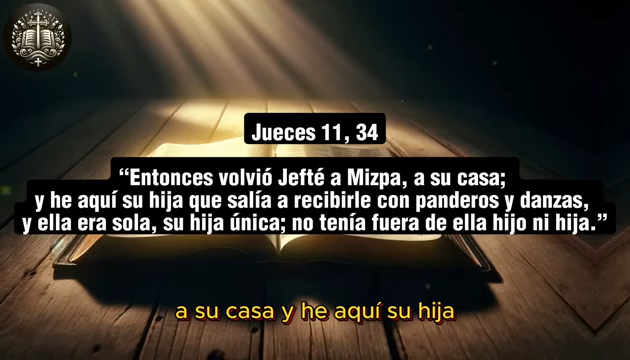 Jueces 11, 34
“Entonces volvió Jefté a Mizpa, a su casa;
y he aquí su hija que salía a recibirle con panderos y danzas,
y ella era sola, su hija única; no tenía fuera de ella hijo ni hija.”
a su casa y he aquí su hija